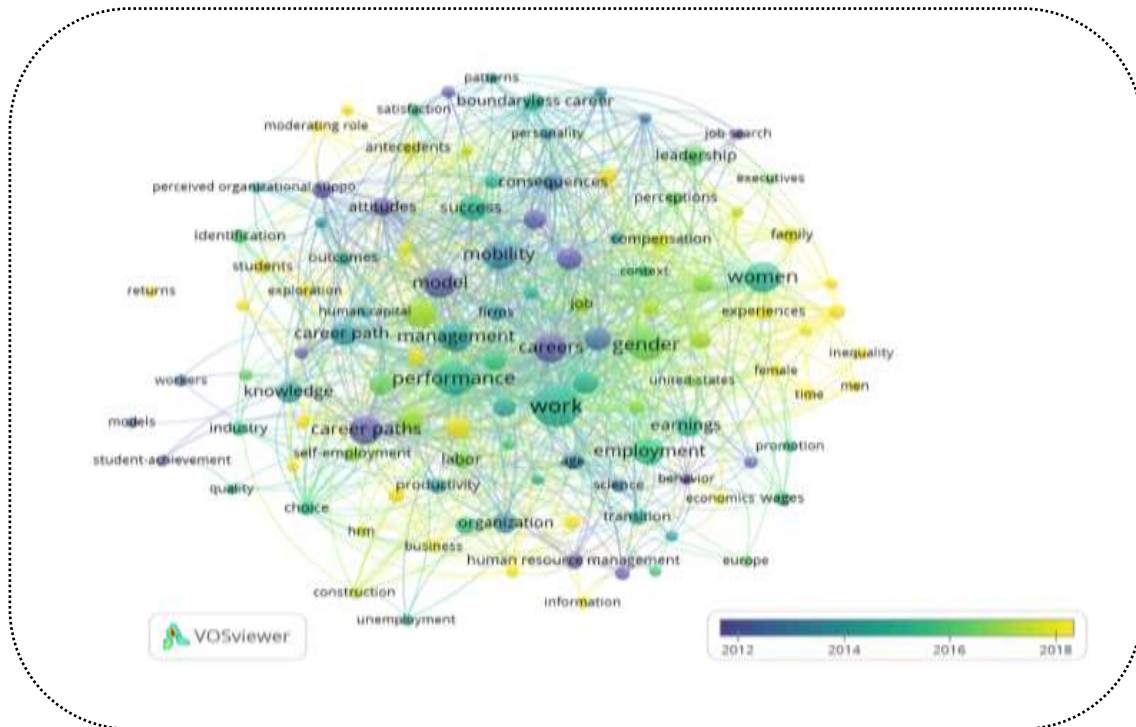 patterns
boundaryless career
satisfaction
moderating role
personality
job search
antecedents
leadership
executives
consequences
perceived organizational suppo
perceptions
attitudes
success
identification
compensation
family
outcomes
mobility
students
context
women
model
returns
exploration
job
human capital
firms
experiences
career path
management
careers
gender
inequality
female
workers
performance
united states
men
knowledge
time
work
models
industry
career paths
earnings
promotion
self-employment
employment
student-achievement
labor
age
behavior
quality
productivity
science
economics
wages
choice
transition
organization
hrm
business
human resource management
europe
construction
information
unemployment
VOSviewer
2012 2014 2016 2018